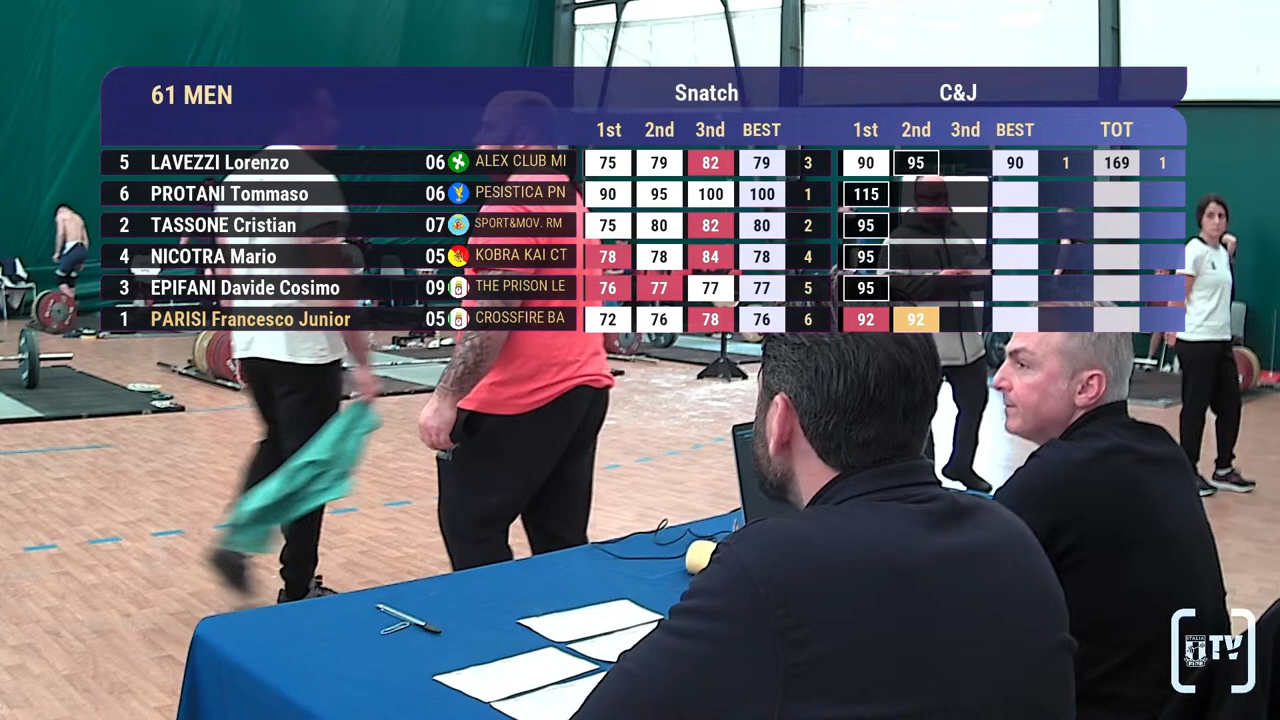 61 MEN Snatch C&J
1st 2nd 3nd BEST 1st 2nd 3nd BEST TOT
5 LAVEZZI Lorenzo 06 ALEX CLUB MI 75 79 82 79 3 90 95 90 1 169 1
6 PROTANI Tommaso 06 PESISTICA PN 90 95 100 100 1 115
2 TASSONE Cristian 07 SPORT&MOV. RM 75 80 82 80 2 95
4 NICOTRA Mario 05 KOBRA KAI CT 78 78 84 78 4 95
3 EPIFANI Davide Cosimo 09 THE PRISON LE 76 77 77 77 5 95
1 PARISI Francesco Junior 05 CROSSFIRE BA 72 76 78 76 6 92 92
ITALIA
TV